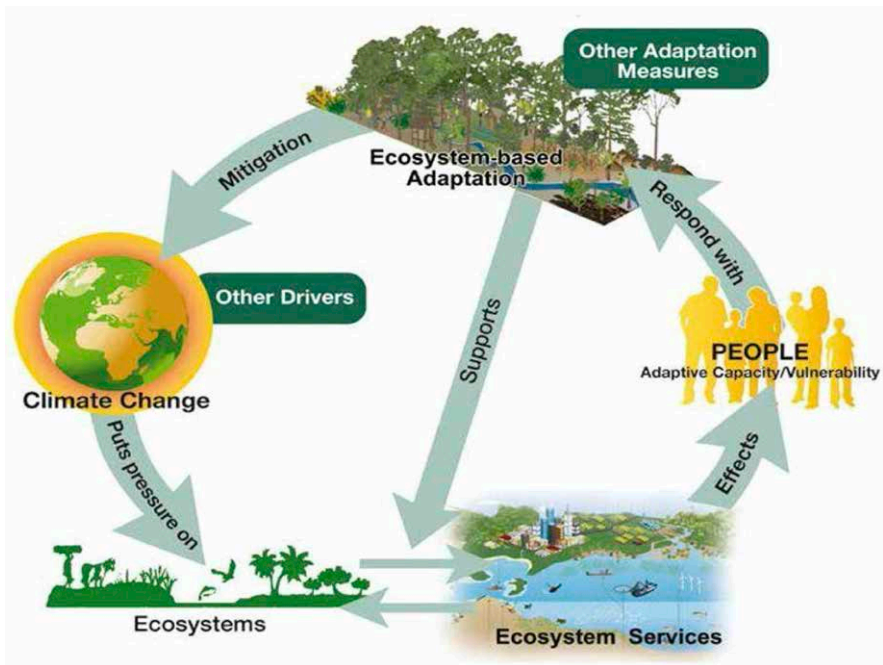 Other Adaptation
Measures
Ecosystem-based
Adaptation
Mitigation
Respond with
Other Drivers
Supports
PEOPLE
Adaptive Capacity/Vulnerability
Climate Change
Puts pressure on
Effects
Ecosystems
Ecosystem Services